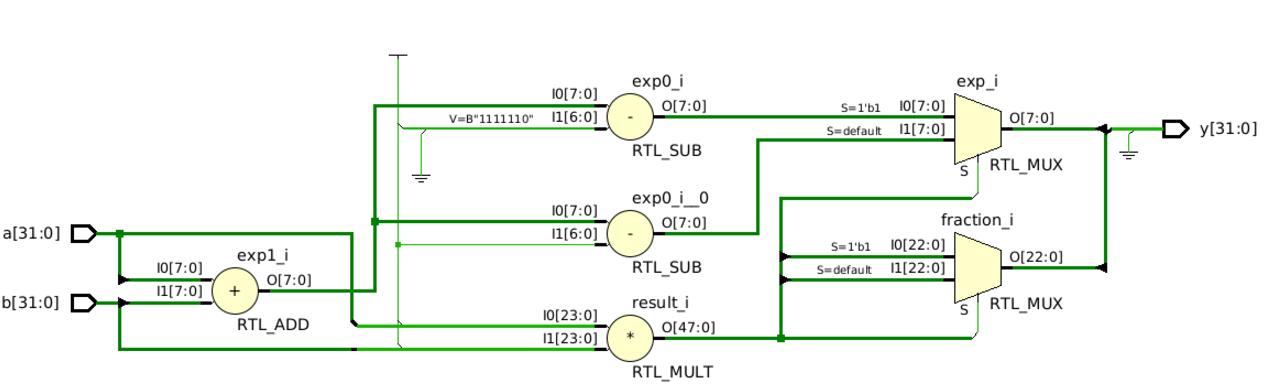 exp0_i
I0[7:0]
V=B"1111110" I1[6:0]
-
O[7:0]
RTL_SUB
exp0_i__0
I0[7:0]
I1[6:0]
-
O[7:0]
RTL_SUB
exp_i
S=1'b1 I0[7:0]
S=default I1[7:0]
O[7:0]
S
RTL_MUX
y[31:0]
a[31:0]
b[31:0]
exp1_i
I0[7:0]
I1[7:0]
+
O[7:0]
RTL_ADD
result_i
I0[23:0]
I1[23:0]
*
O[47:0]
RTL_MULT
fraction_i
S=1'b1 I0[22:0]
S=default I1[22:0]
O[22:0]
S
RTL_MUX